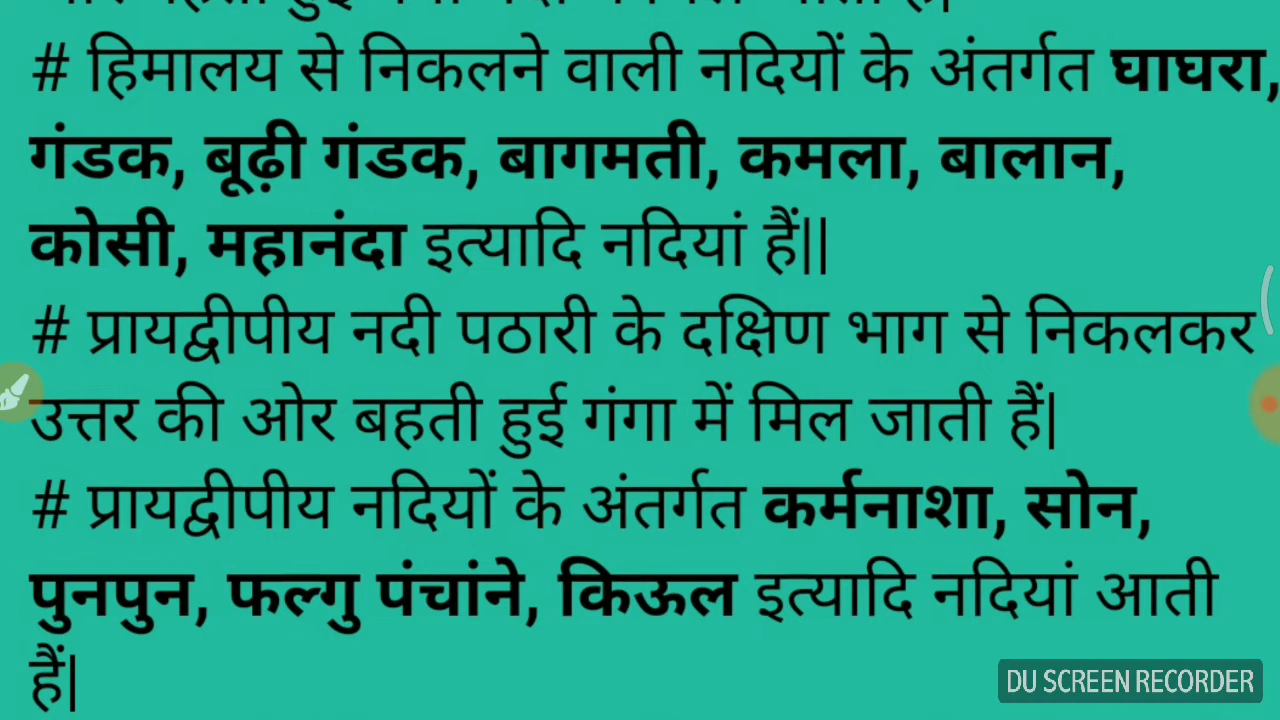 # हिमालय से निकलने वाली नदियों के अंतर्गत घाघरा,
गंडक, बूढ़ी गंडक, बागमती, कमला, बालान,
कोसी, महानंदा इत्यादि नदियां हैं||
# प्रायद्वीपीय नदी पठारी के दक्षिण भाग से निकलकर
उत्तर की ओर बहती हुई गंगा में मिल जाती हैं|
# प्रायद्वीपीय नदियों के अंतर्गत कर्मनाशा, सोन,
पुनपुन, फल्गु पंचांने, किऊल इत्यादि नदियां आती
हैं|
DU SCREEN RECORDER